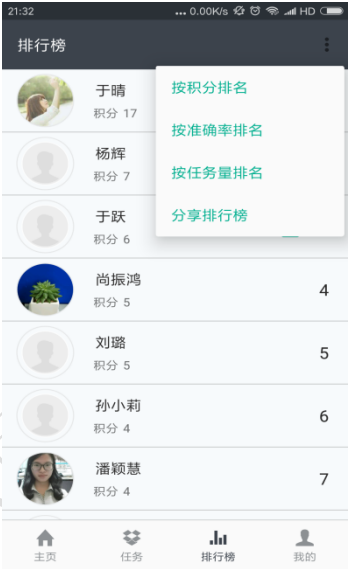 21:32
... 0.00K/s HD
排行榜
按积分排名
按准确率排名
按任务量排名
分享排行榜
于晴
积分 17
杨辉
积分 7
于跃
积分 6
尚振鸿
积分 5
4
刘璐
积分 5
5
孙小莉
积分 4
6
潘颖慧
积分 4
7
主页
任务
排行榜
我的